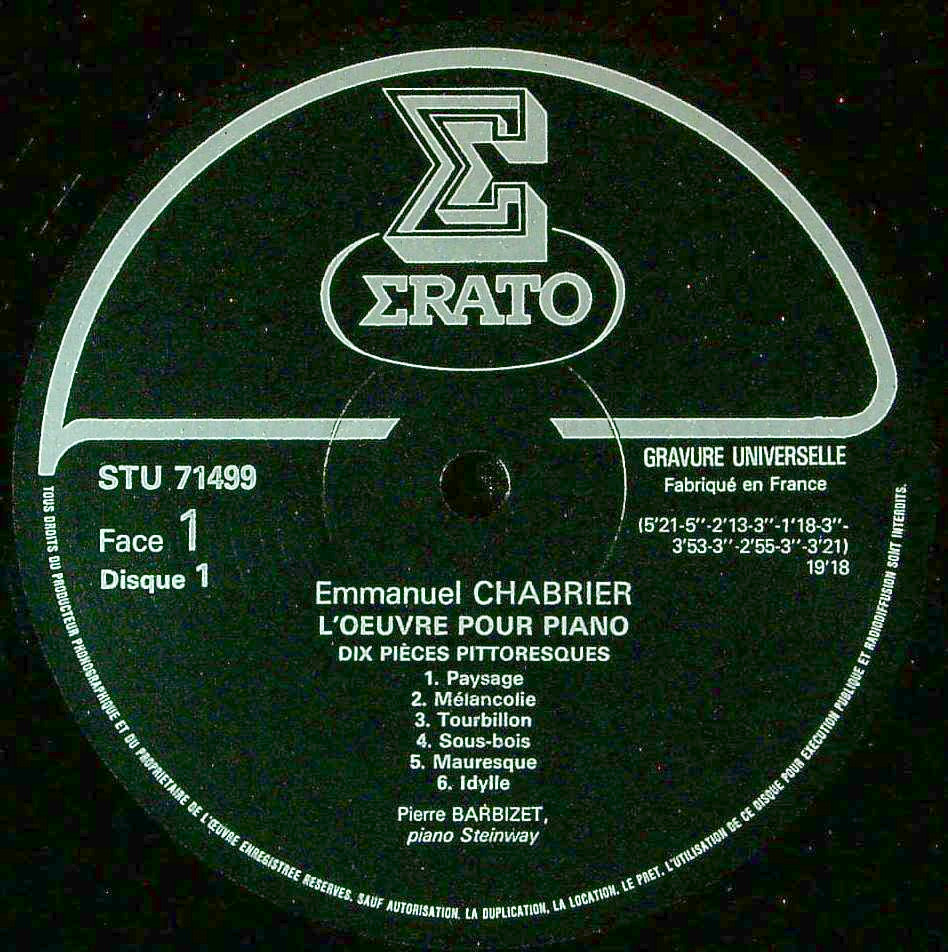 Σ
ΣRATO
STU 71499
Face 1
Disque 1
GRAVURE UNIVERSELLE
Fabriqué en France
(5'21-5''-2'13-3''-1'18-3''-
3'53-3''-2'55-3''-3'21)
19'18
Emmanuel CHABRIER
L'OEUVRE POUR PIANO
DIX PIÈCES PITTORESQUES
1. Paysage
2. Mélancolie
3. Tourbillon
4. Sous-bois
5. Mauresque
6. Idylle
Pierre BARBIZET,
piano Steinway
TOUS DROITS DU PRODUCTEUR PHONOGRAPHIQUE ET DU PROPRIETAIRE DE L'ŒUVRE ENREGISTREE RESERVES. SAUF AUTORISATION, LA DUPLICATION, LA LOCATION, LE PRET, L'UTILISATION DE CE DISQUE POUR EXECUTION PUBLIQUE ET RADIODIFFUSION SONT INTERDITS.